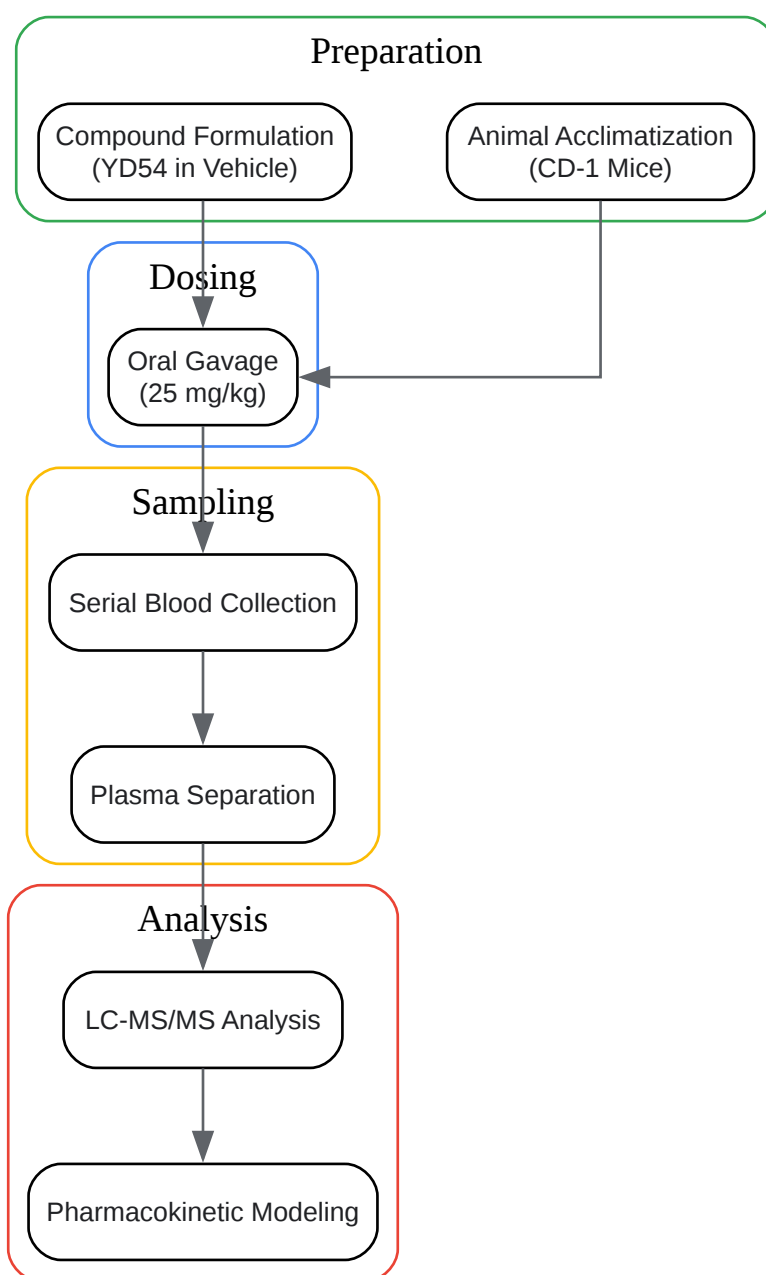 Preparation
Compound Formulation
(YD54 in Vehicle)
Animal Acclimatization
(CD-1 Mice)
Dosing
Oral Gavage
(25 mg/kg)
Sampling
Serial Blood Collection
Plasma Separation
Analysis
LC-MS/MS Analysis
Pharmacokinetic Modeling